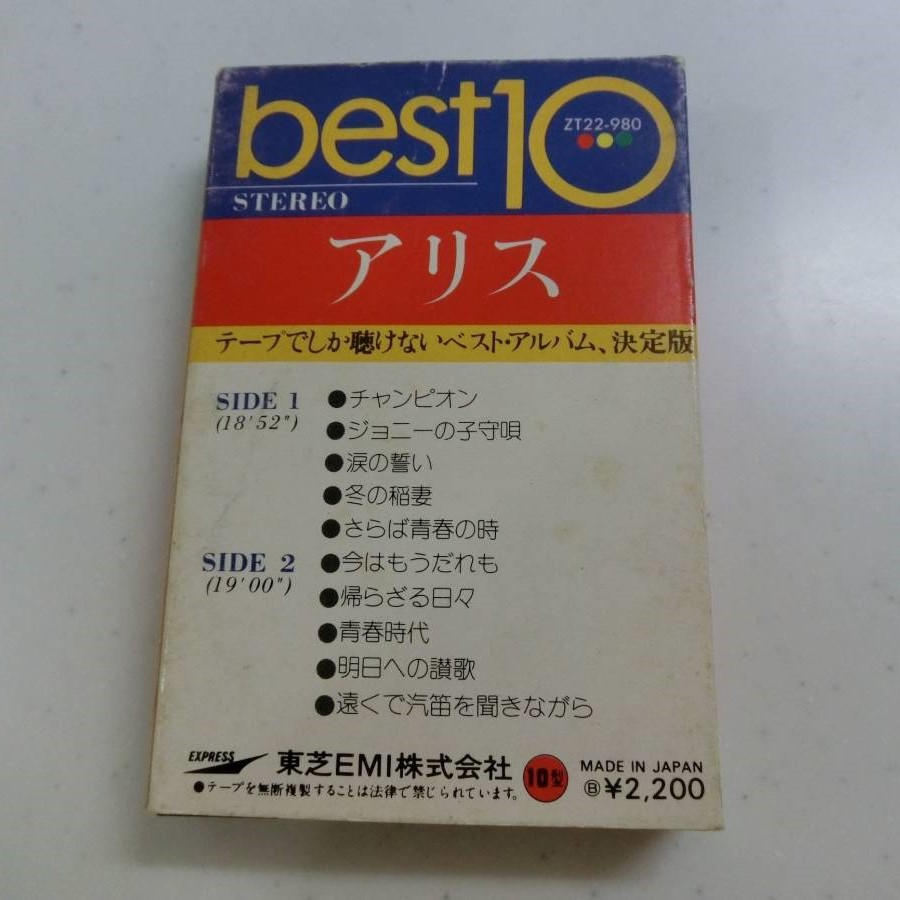 best10
ZT22-980
STEREO
アリス
テープでしか聴けないベスト・アルバム、決定版
SIDE 1
(18'52")
●チャンピオン
●ジョニーの子守唄
●涙の誓い
●冬の稲妻
●さらば青春の時
SIDE 2
(19'00")
●今はもうだれも
●帰らざる日々
●青春時代
●明日への讃歌
●遠くで汽笛を聞きながら
EXPRESS
東芝EMI株式会社
10型
MADE IN JAPAN
●テープを無断複製することは法律で禁じられています。
Ⓑ¥2,200